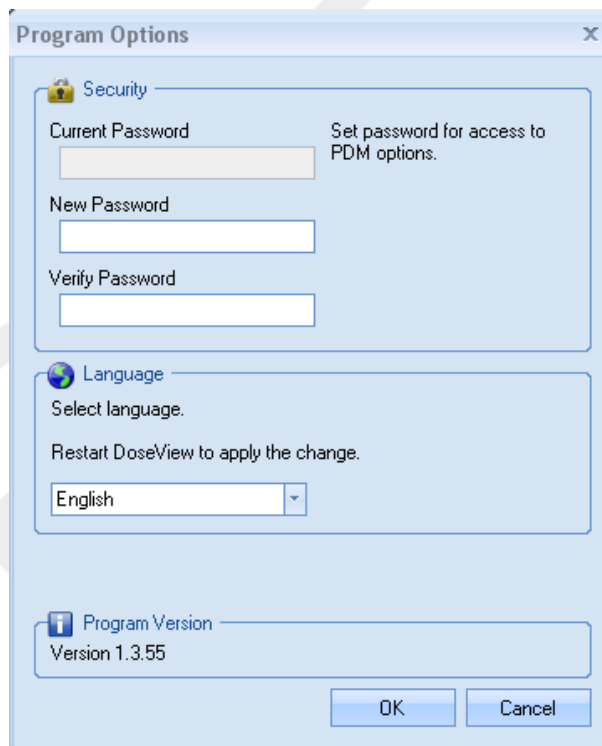 Program Options
Security
Current Password
Set password for access to
PDM options.
New Password
Verify Password
Language
Select language.
Restart DoseView to apply the change.
English
Program Version
Version 1.3.55
OK
Cancel